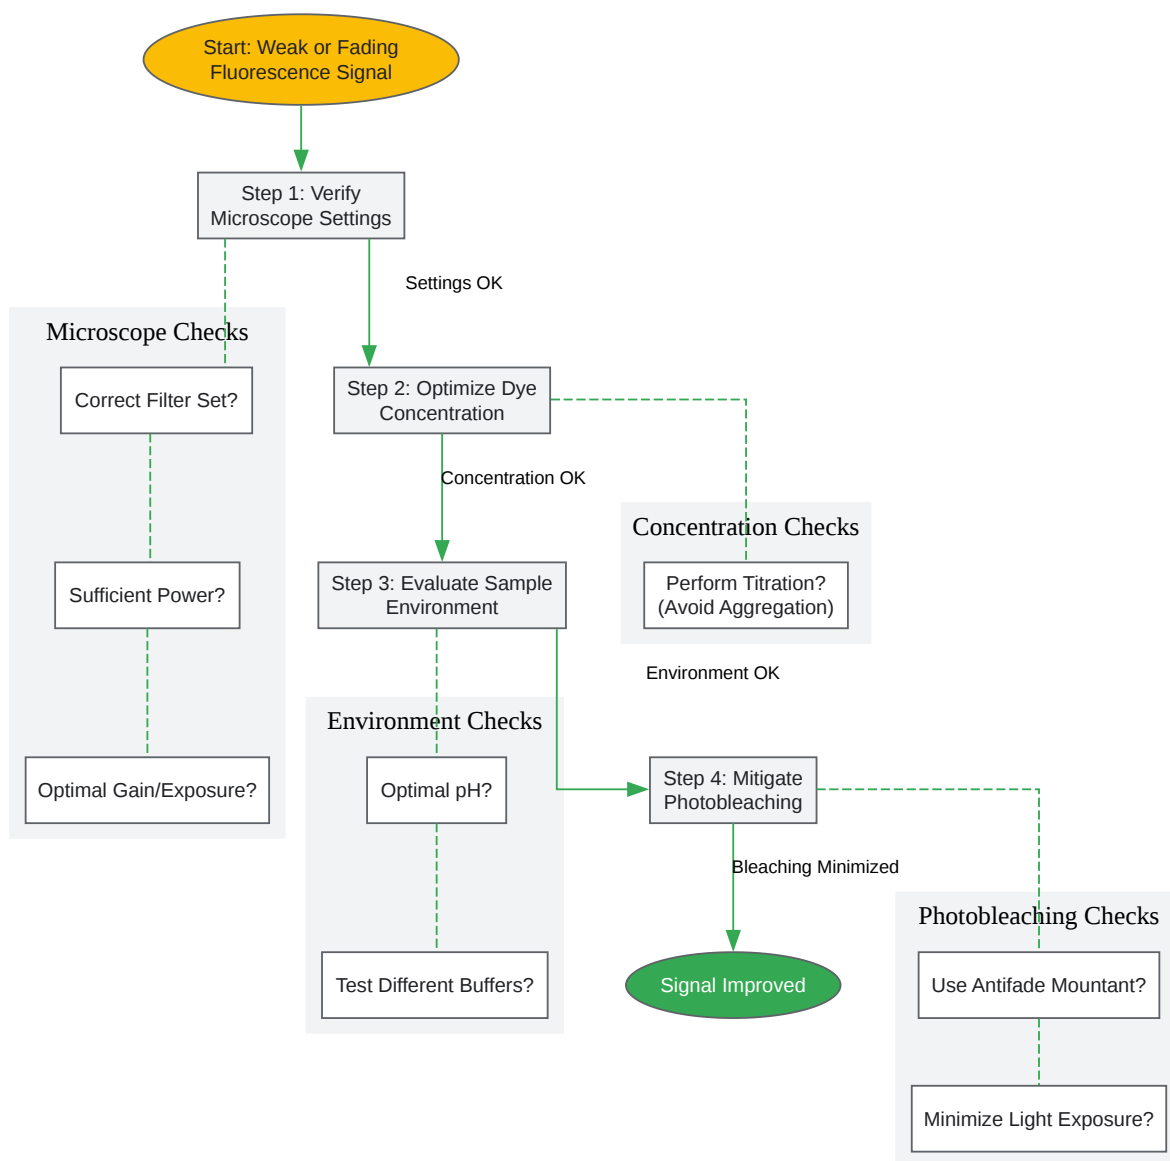 Start: Weak or Fading
Fluorescence Signal
Step 1: Verify
Microscope Settings
Settings OK
Microscope Checks
Correct Filter Set?
Sufficient Power?
Optimal Gain/Exposure?
Step 2: Optimize Dye
Concentration
Concentration OK
Concentration Checks
Perform Titration?
(Avoid Aggregation)
Step 3: Evaluate Sample
Environment
Environment OK
Environment Checks
Optimal pH?
Test Different Buffers?
Step 4: Mitigate
Photobleaching
Bleaching Minimized
Signal Improved
Photobleaching Checks
Use Antifade Mountant?
Minimize Light Exposure?